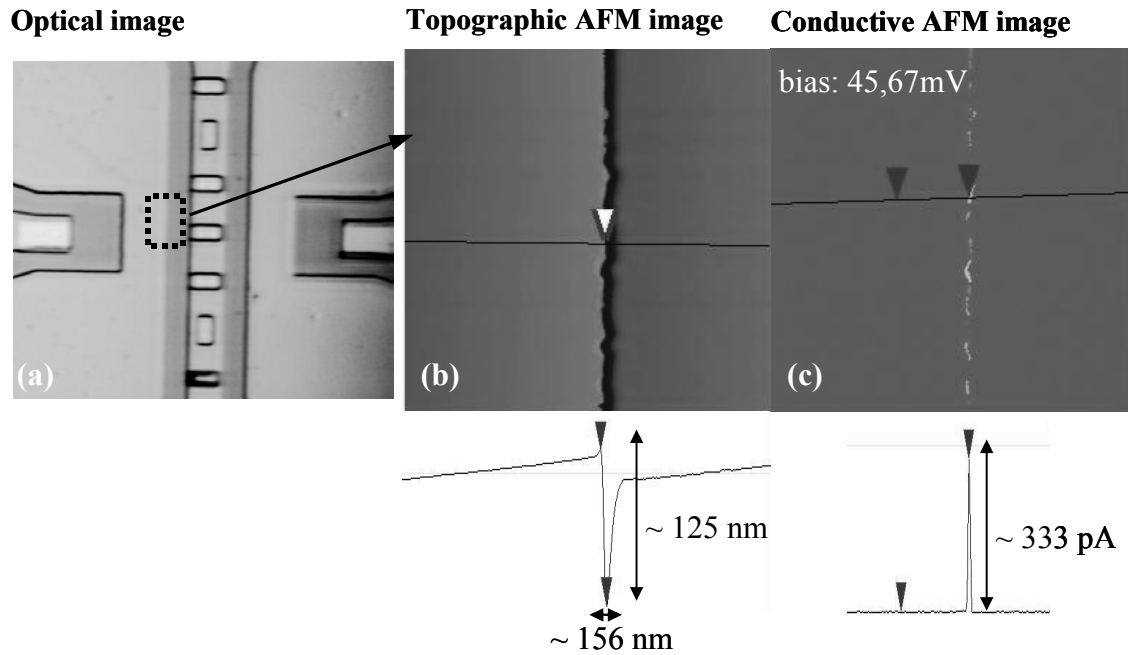 Optical image
Topographic AFM image
Conductive AFM image
bias: 45,67mV
(a)
(b)
(c)
~ 125 nm
~ 333 pA
~ 156 nm